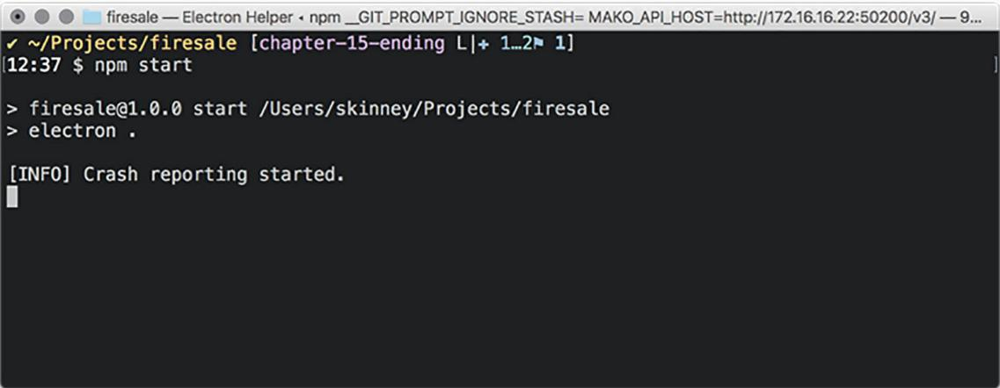 firesale — Electron Helper ◂ npm __GIT_PROMPT_IGNORE_STASH= MAKO_API_HOST=http://172.16.16.22:50200/v3/ — 9...
✔ ~/Projects/firesale [chapter-15-ending L|✚ 1…2⚑ 1]
[12:37 $ npm start ]
> firesale@1.0.0 start /Users/skinney/Projects/firesale
> electron .
[INFO] Crash reporting started.